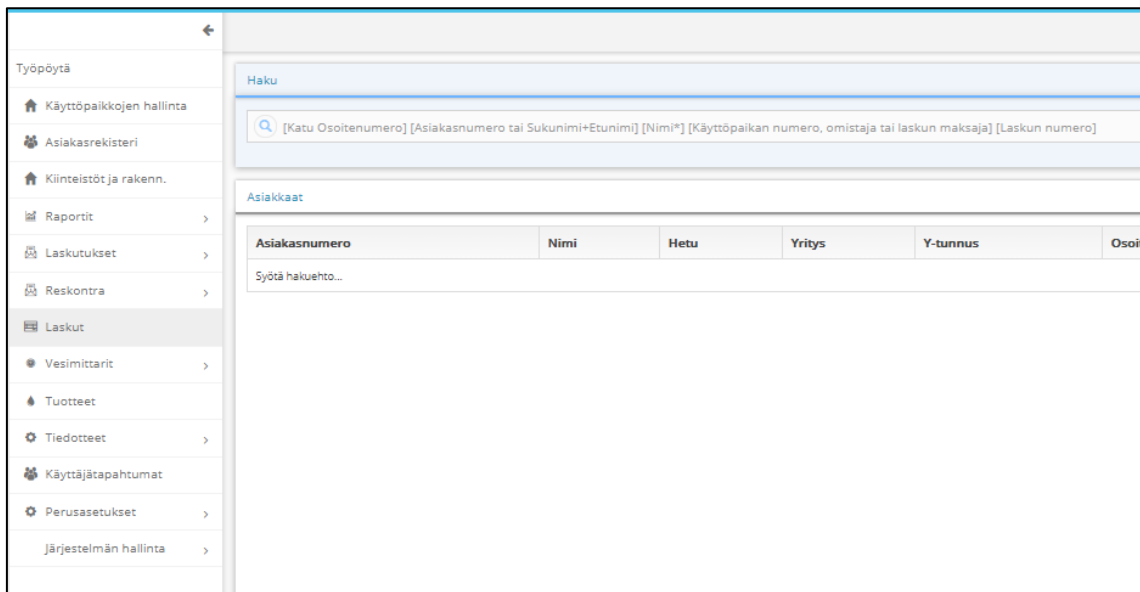 Työpöytä
Käyttöpaikkojen hallinta
Asiakasrekisteri
Kiinteistöt ja rakenn.
Raportit
Laskutukset
Reskontra
Laskut
Vesimittarit
Tuotteet
Tiedotteet
Käyttäjätapahtumat
Perusasetukset
Järjestelmän hallinta
Haku
[Katu Osoitenumero] [Asiakasnumero tai Sukunimi+Etunimi] [Nimi*] [Käyttöpaikan numero, omistaja tai laskun maksaja] [Laskun numero]
Asiakkaat
Asiakasnumero Nimi Hetu Yritys Y-tunnus
Syötä hakuehto...